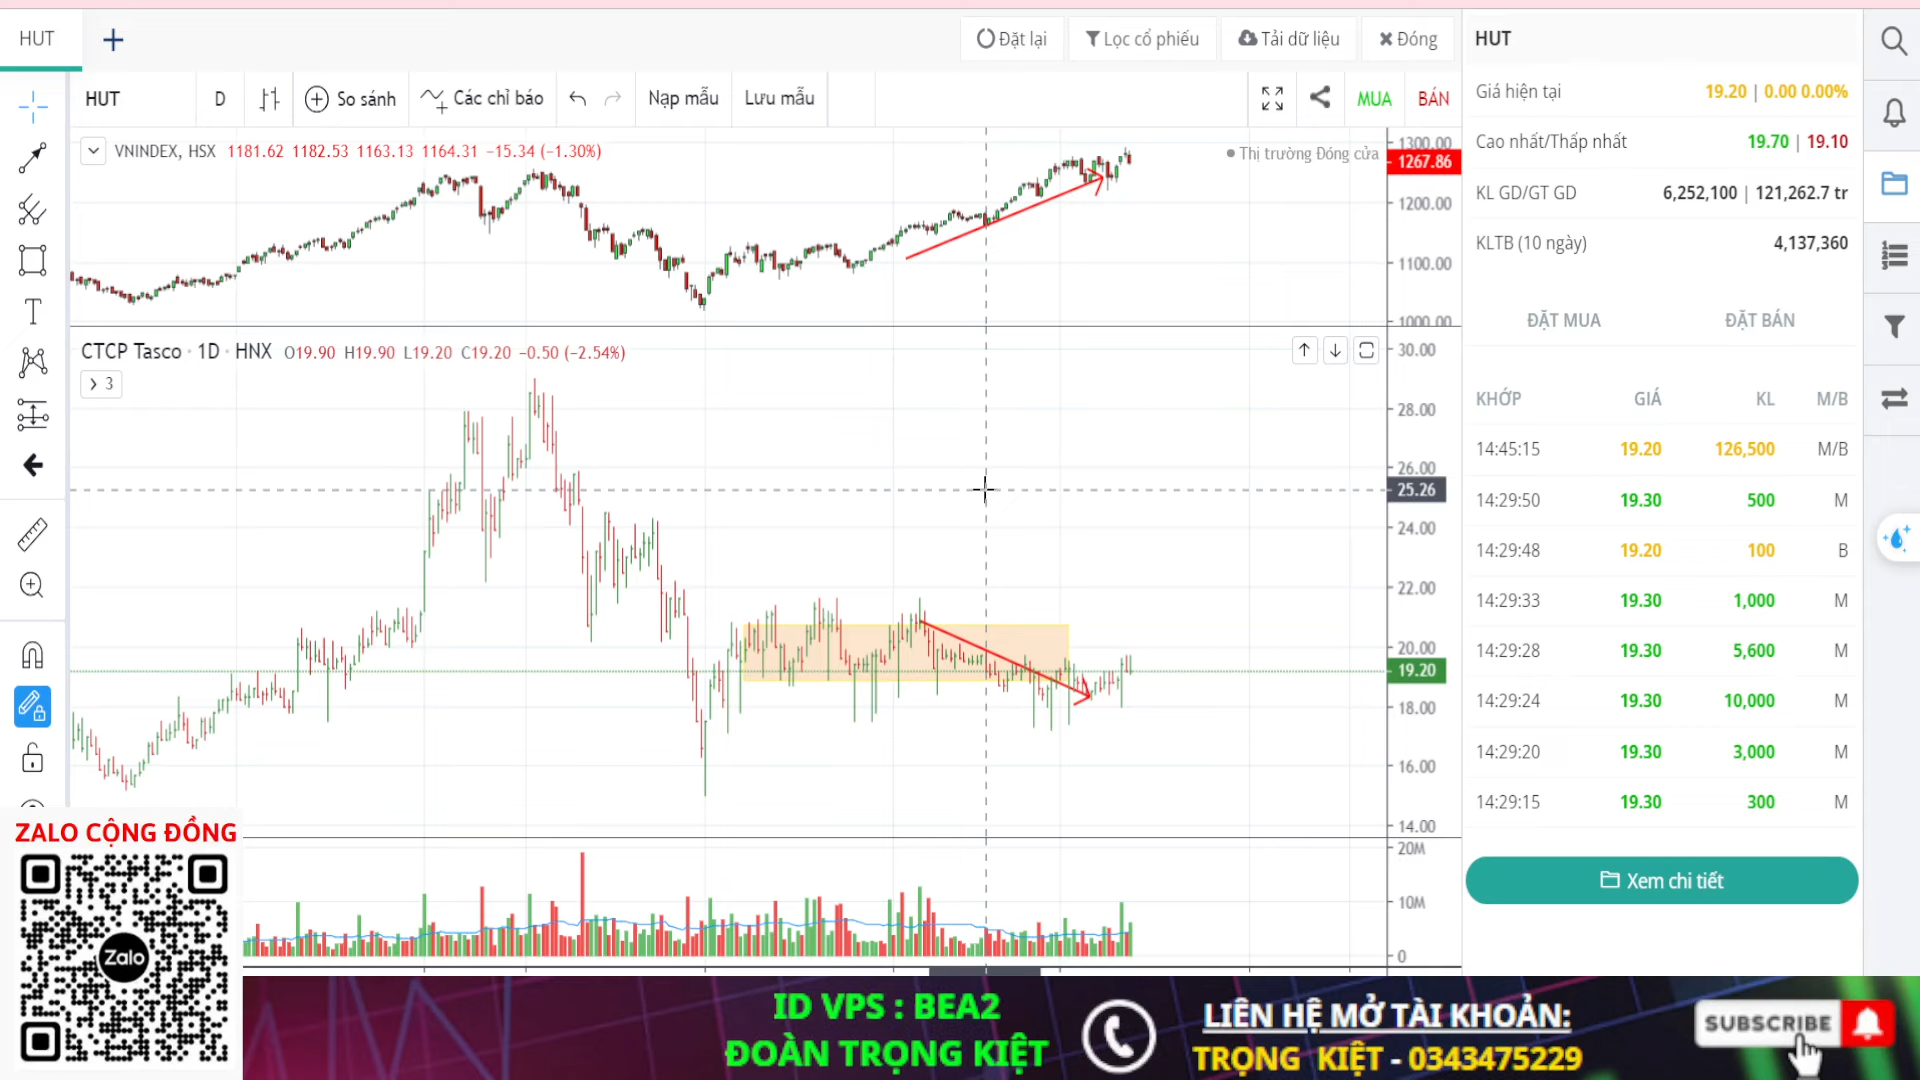 HUT
Đặt lại
Lọc cổ phiếu
Tải dữ liệu
Đóng
HUT
HUT
D
So sánh
Các chỉ báo
Nạp mẫu
Lưu mẫu
MUA
BÁN
Giá hiện tại
19.20 | 0.00 0.00%
Cao nhất/Thấp nhất
19.70 | 19.10
KL GD/GT GD
6,252,100 | 121,262.7 tr
KLTB (10 ngày)
4,137,360
ĐẶT MUA
ĐẶT BÁN
KHỚP GIÁ KL M/B
14:45:15 19.20 126,500 M/B
14:29:50 19.30 500 M
14:29:48 19.20 100 B
14:29:33 19.30 1,000 M
14:29:28 19.30 5,600 M
14:29:24 19.30 10,000 M
14:29:20 19.30 3,000 M
14:29:15 19.30 300 M
Xem chi tiết
VNINDEX, HSX 1181.62 1182.53 1163.13 1164.31 −15.34 (−1.30%)
Thị trường Đóng cửa
1300.00
1267.86
1200.00
1100.00
1000.00
CTCP Tasco · 1D · HNX O19.90 H19.90 L19.20 C19.20 −0.50 (−2.54%)
3
30.00
28.00
26.00
25.26
24.00
22.00
20.00
19.20
18.00
16.00
14.00
20M
10M
0
ZALO CỘNG ĐỒNG
Zalo
ID VPS : BEA2
ĐOÀN TRỌNG KIỆT
LIÊN HỆ MỞ TÀI KHOẢN:
TRỌNG KIỆT - 0343475229
SUBSCRIBE